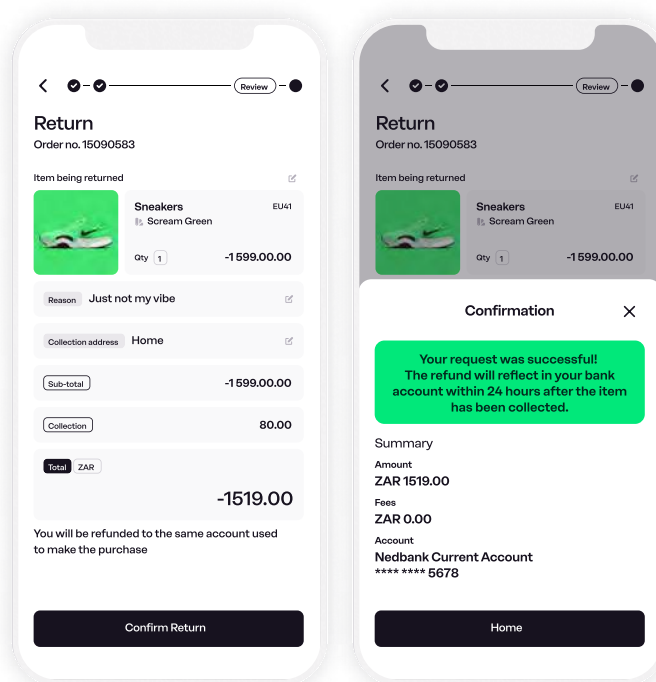 Review
Return
Order no. 15090583
Item being returned
Sneakers EU41
Scream Green
Qty 1 -1 599.00.00
Reason Just not my vibe
Collection address Home
Sub-total -1 599.00.00
Collection 80.00
Total ZAR
-1519.00
You will be refunded to the same account used
to make the purchase
Confirm Return
Review
Return
Order no. 15090583
Item being returned
Sneakers EU41
Scream Green
Qty 1 -1 599.00.00
Confirmation
Your request was successful!
The refund will reflect in your bank
account within 24 hours after the item
has been collected.
Summary
Amount
ZAR 1519.00
Fees
ZAR 0.00
Account
Nedbank Current Account
**** **** 5678
Home